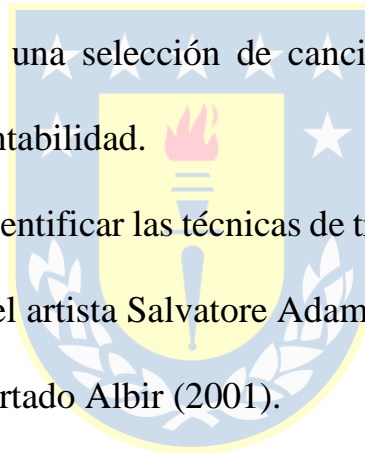 una selección de canci
ntabilidad.
entificar las técnicas de t
el artista Salvatore Adam
rtado Albir (2001).